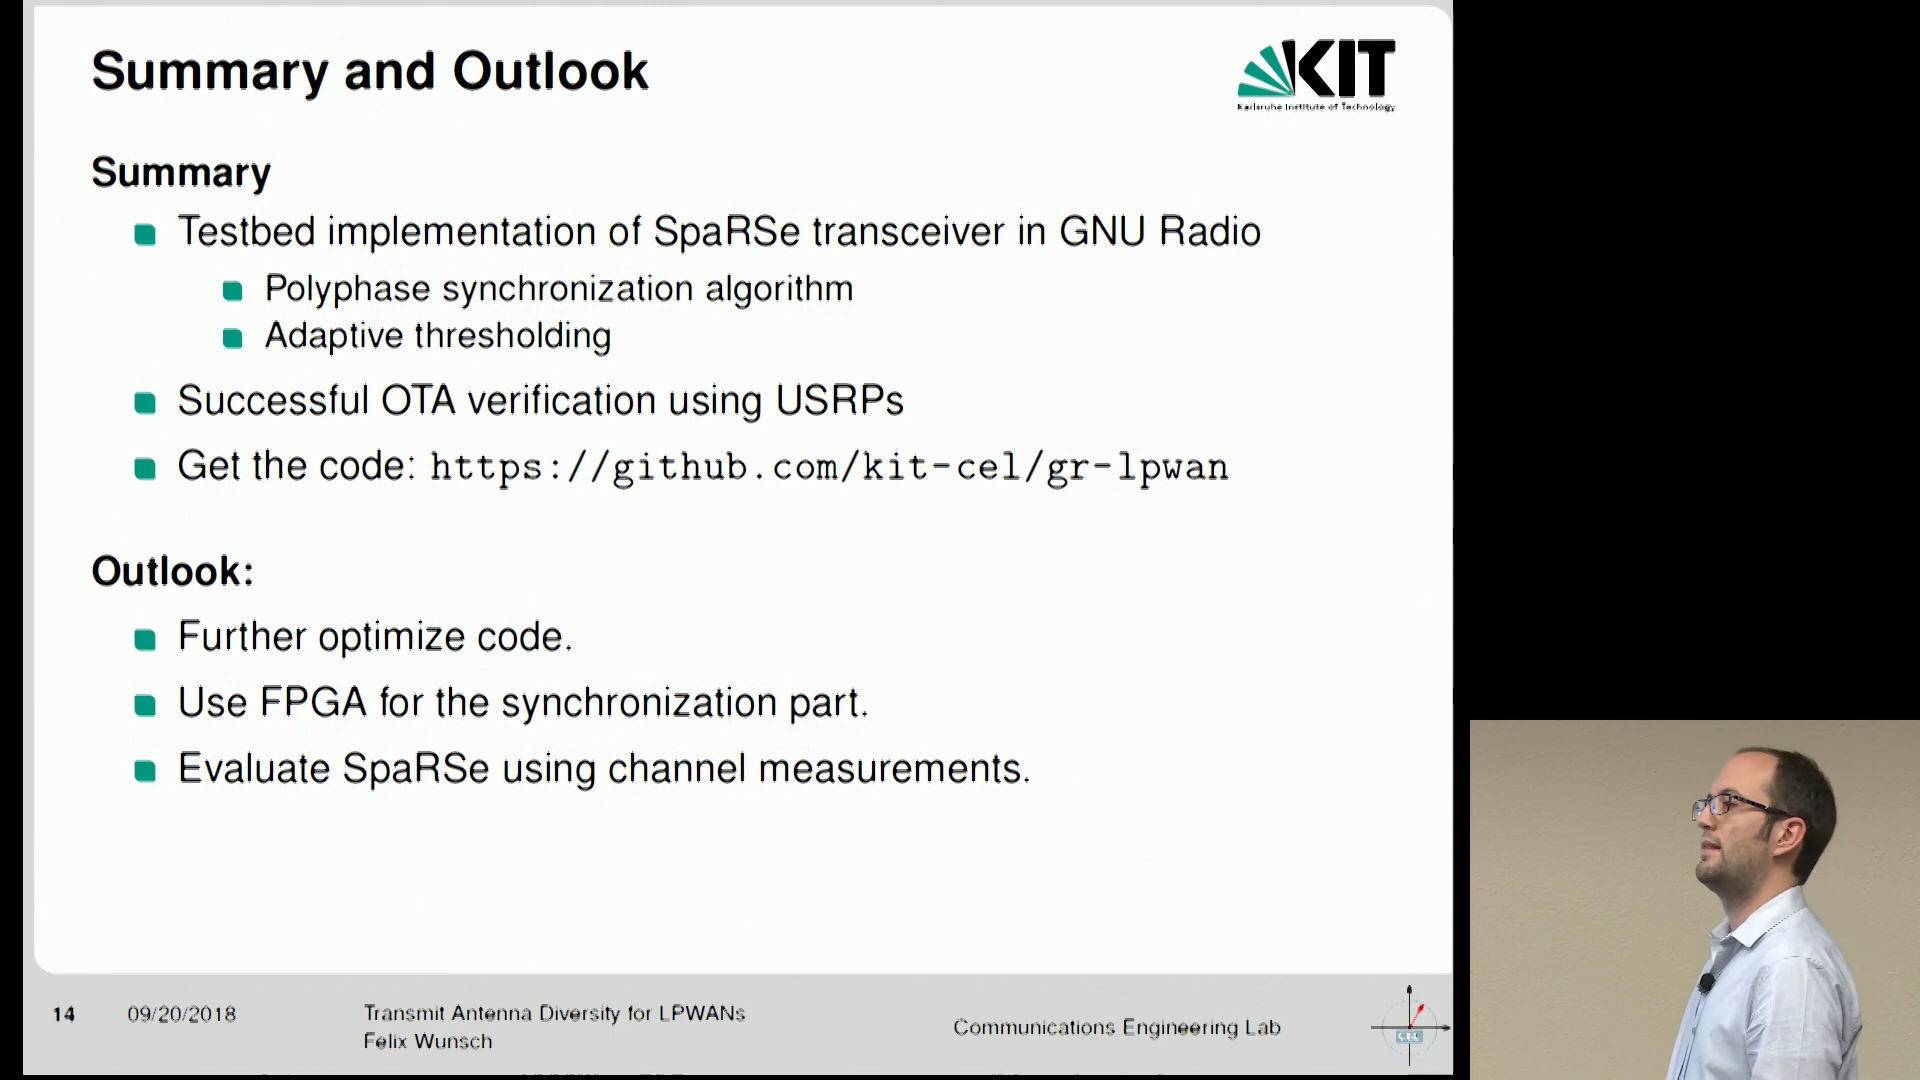 Summary and Outlook
KIT
Karlsruhe Institute of Technology
Summary
Testbed implementation of SpaRSe transceiver in GNU Radio
Polyphase synchronization algorithm
Adaptive thresholding
Successful OTA verification using USRPs
Get the code: https://github.com/kit-cel/gr-lpwan
Outlook:
Further optimize code.
Use FPGA for the synchronization part.
Evaluate SpaRSe using channel measurements.
14 09/20/2018 Transmit Antenna Diversity for LPWANs
Felix Wunsch
Communications Engineering Lab
CEL